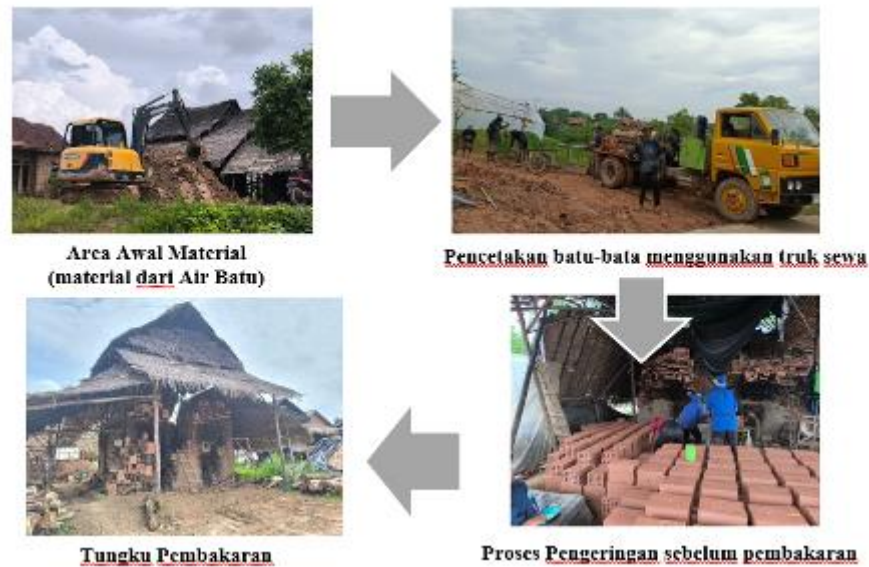 Area Awal Material
(material dari Air Batu)
Pencetakan batu-bata menggunakan truk sewa
Proses Pengeringan sebelum pembakaran
Tungku Pembakaran